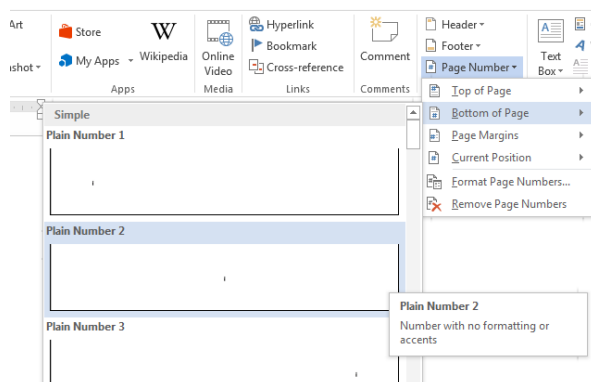 Art
Store
W
Hyperlink
Header
Bookmark
Footer
A
My Apps
Wikipedia
Online
Video
Cross-reference
Comment
Page Number
Text
Box
shot
Apps
Media
Links
Comments
Top of Page
Simple
Bottom of Page
Plain Number 1
Page Margins
Current Position
Format Page Numbers...
Remove Page Numbers
Plain Number 2
Plain Number 2
Number with no formatting or
accents
Plain Number 3